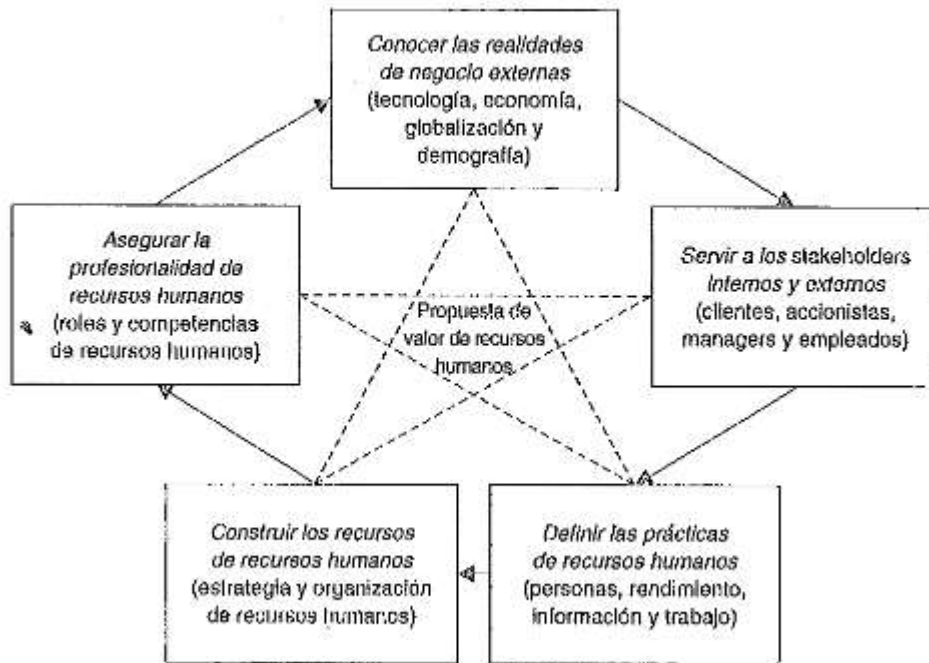 Conocer las realidades
de negocio externas
(tecnología, economía,
globalización y
demografía)
Asegurar la
profesionalidad de
recursos humanos
(roles y competencias
de recursos humanos)
Servir a los stakeholders
internos y externos
(clientes, accionistas,
managers y empleados)
Propuesta de
valor de recursos
humanos
Construir los recursos
de recursos humanos
(estrategia y organización
de recursos humanos)
Definir las prácticas
de recursos humanos
(personas, rendimiento,
información y trabajo)